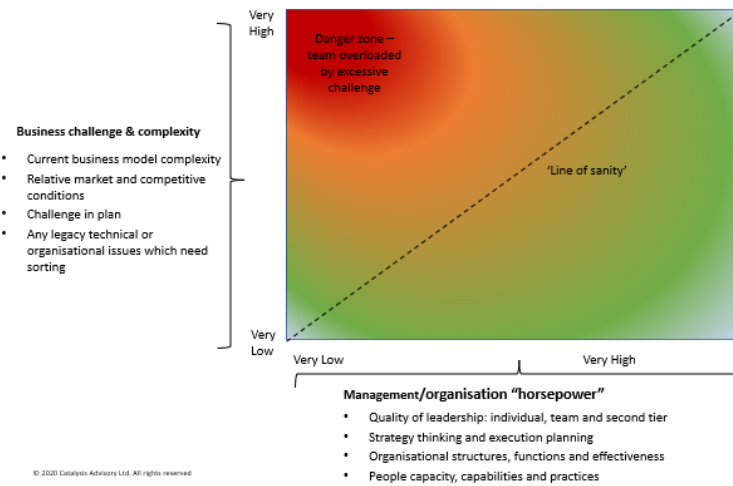 Very
High
Danger zone –
team overloaded
by excessive
challenge
Business challenge & complexity
• Current business model complexity
• Relative market and competitive
conditions
• Challenge in plan
• Any legacy technical or
organisational issues which need
sorting
'Line of sanity'
Very
Low
Very Low
Very High
Management/organisation “horsepower”
• Quality of leadership: individual, team and second tier
• Strategy thinking and execution planning
• Organisational structures, functions and effectiveness
• People capacity, capabilities and practices
© 2020 Catalysis Advisory Ltd. All rights reserved